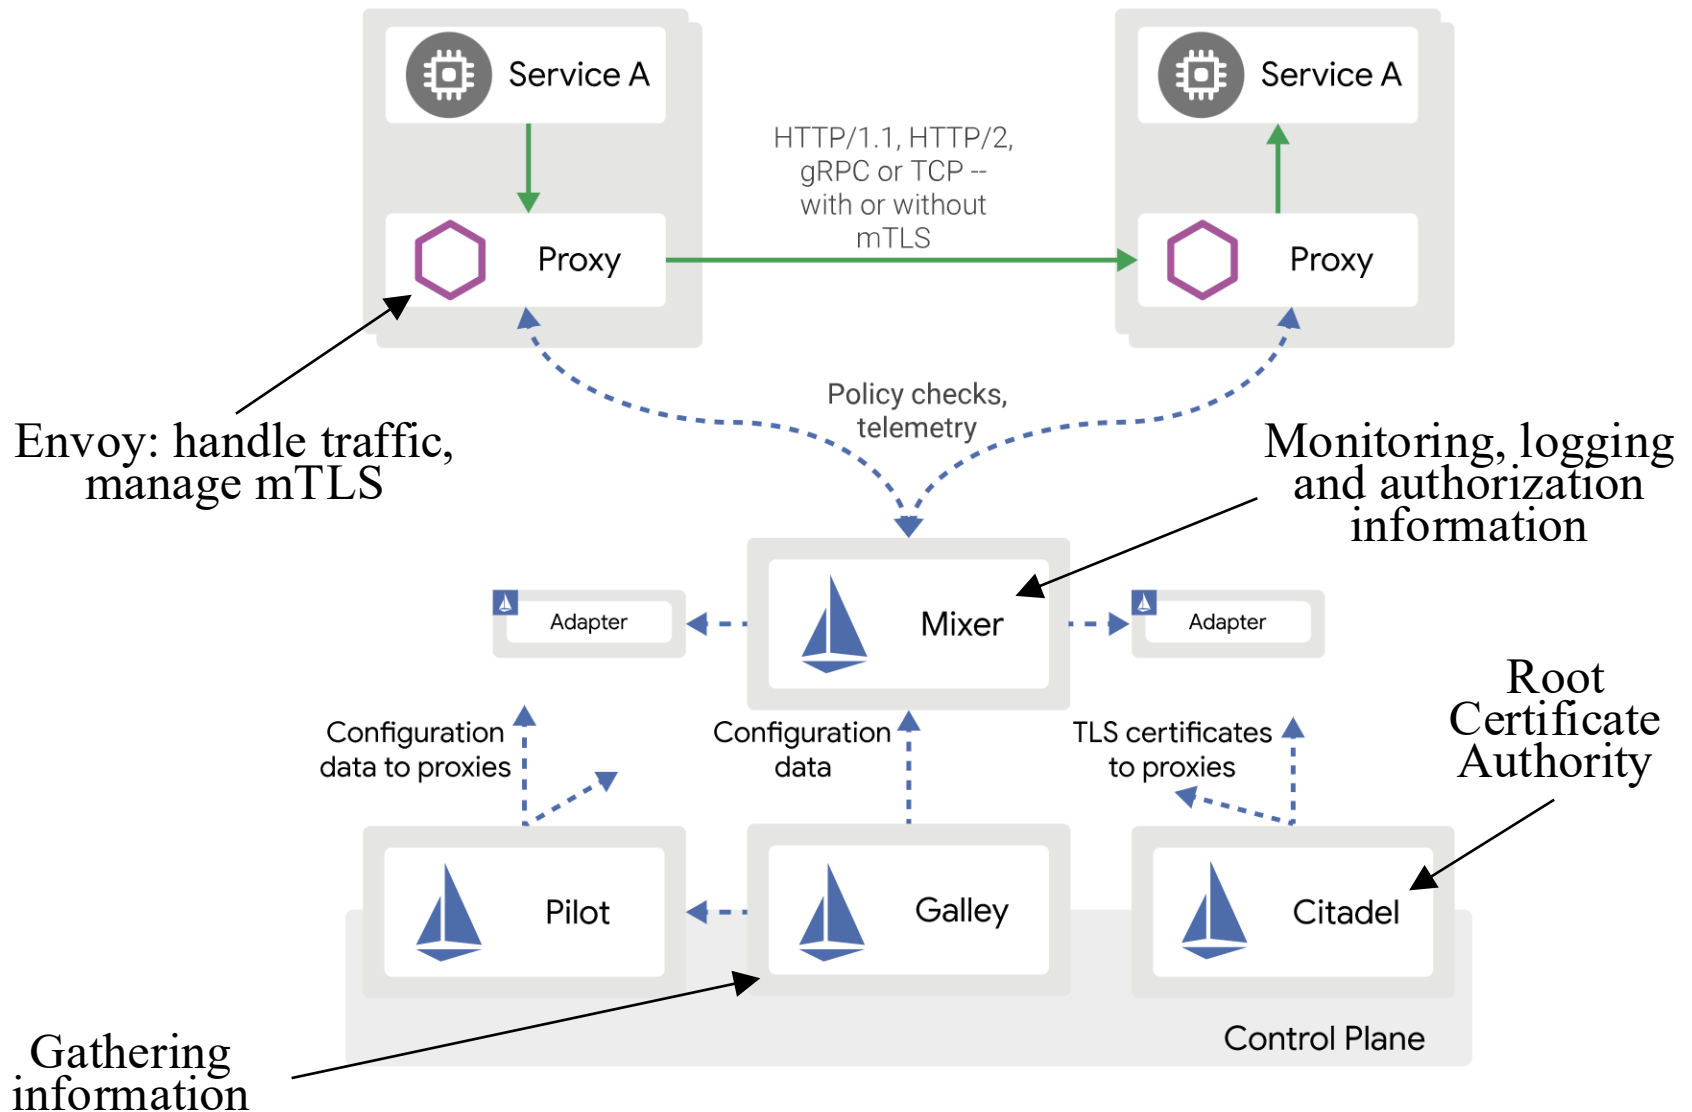 Service A
Service A
HTTP/1.1, HTTP/2,
gRPC or TCP --
with or without
mTLS
Proxy
Proxy
Envoy: handle traffic,
manage mTLS
Policy checks,
telemetry
Monitoring, logging
and authorization
information
Adapter
Mixer
Adapter
Configuration
data to proxies
Configuration
data
TLS certificates
to proxies
Root
Certificate
Authority
Pilot
Galley
Citadel
Control Plane
Gathering
information